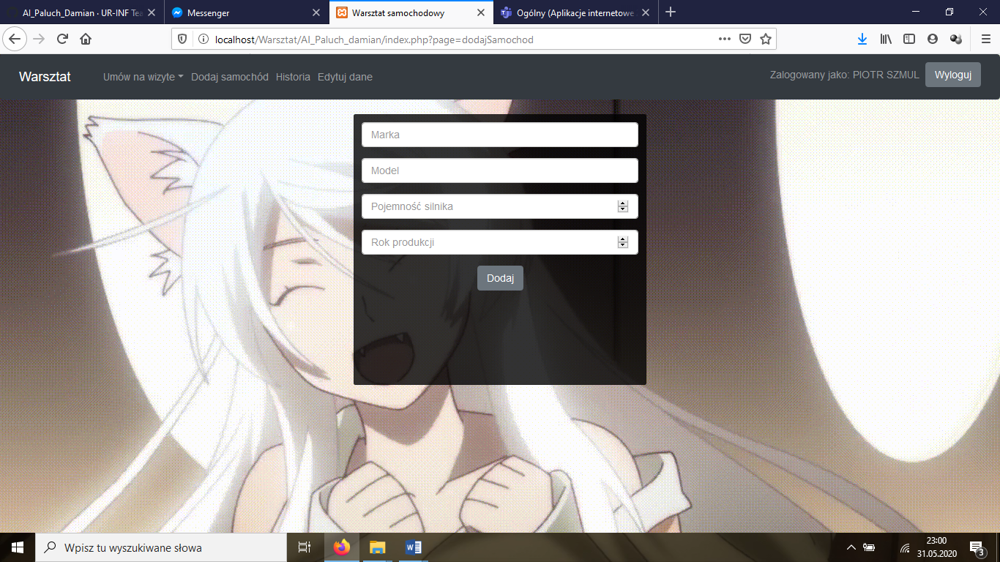 AI_Paluch_Damian · UR-INF Tea
Messenger
Warsztat samochodowy
Ogólny (Aplikacje internetowe
localhost/Warsztat/AI_Paluch_damian/index.php?page=dodajSamochod
Warsztat
Umów na wizyte
Dodaj samochód
Historia
Edytuj dane
Zalogowany jako: PIOTR SZMUL
Wyloguj
Marka
Model
Pojemność silnika
Rok produkcji
Dodaj
Wpisz tu wyszukiwane słowa
23:00
31.05.2020
3